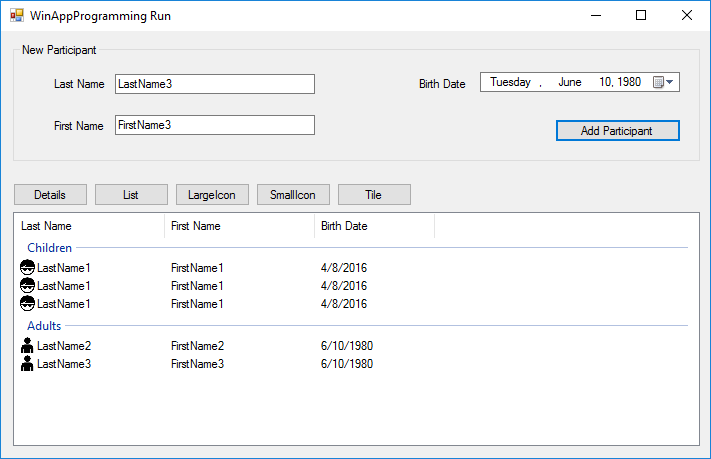 WinAppProgramming Run
New Participant
Last Name LastName3 Birth Date Tuesday , June 10, 1980
First Name FirstName3 Add Participant
Details List LargeIcon SmallIcon Tile
Last Name First Name Birth Date
Children
LastName1 FirstName1 4/8/2016
LastName1 FirstName1 4/8/2016
LastName1 FirstName1 4/8/2016
Adults
LastName2 FirstName2 6/10/1980
LastName3 FirstName3 6/10/1980